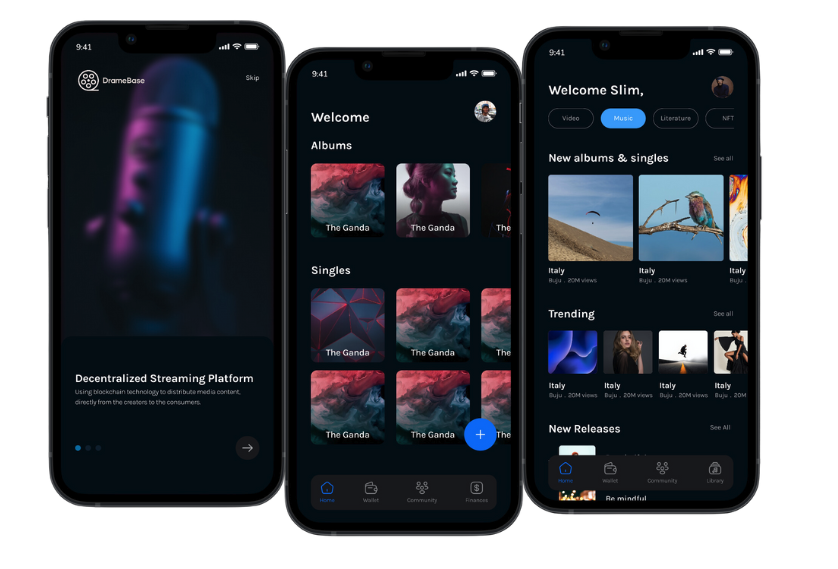 9:41
DrameBase
Skip
Decentralized Streaming Platform
Using blockchain technology to distribute media content,
directly from the creators to the consumers.
9:41
Welcome
Albums
The Ganda
The Ganda
Singles
The Ganda
The Ganda
The
The Ganda
The Ganda
The
Home
Wallet
Community
Finances
9:41
Welcome Slim,
Video
Music
Literature
NFT
New albums & singles
See all
Italy
Buju . 20M views
Italy
Buju . 20M views
Italy
Buju . 20
Trending
See all
Italy
Buju . 20M views
Italy
Buju . 20M views
Italy
Buju . 20M views
Italy
Buju . 20M
New Releases
See All
Home
Wallet
Community
Library
Be mindful